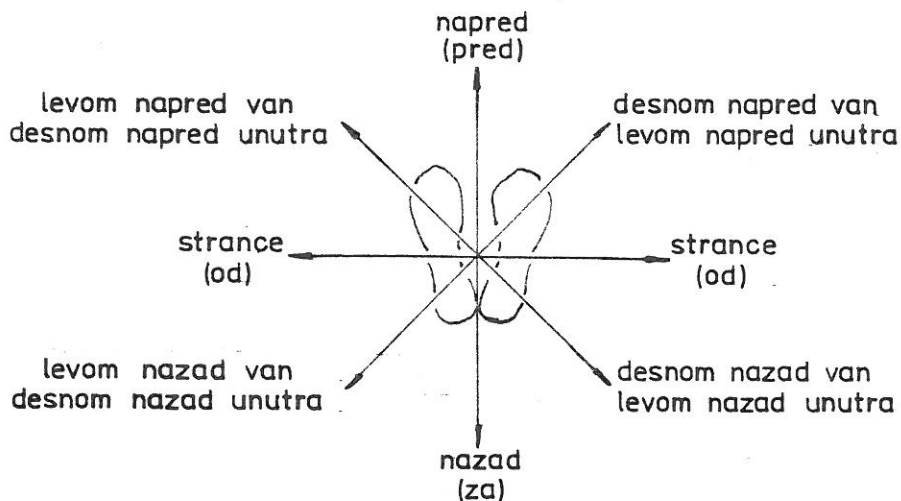 napred
(pred)
levom napred van
desnom napred unutra
desnom napred van
levom napred unutra
strance
(od)
strance
(od)
levom nazad van
desnom nazad unutra
desnom nazad van
levom nazad unutra
nazad
(za)